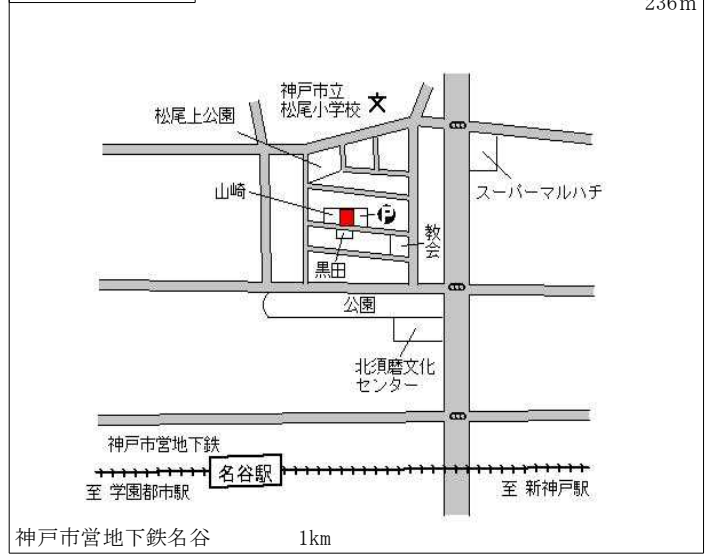 236m
神戸市立
松尾小学校
文
松尾上公園
山崎
P
スーパーマルハチ
教会
黒田
公園
北須磨文化
センター
神戸市営地下鉄
名谷駅
至 学園都市駅
至 新神戸駅
神戸市営地下鉄名谷 1km